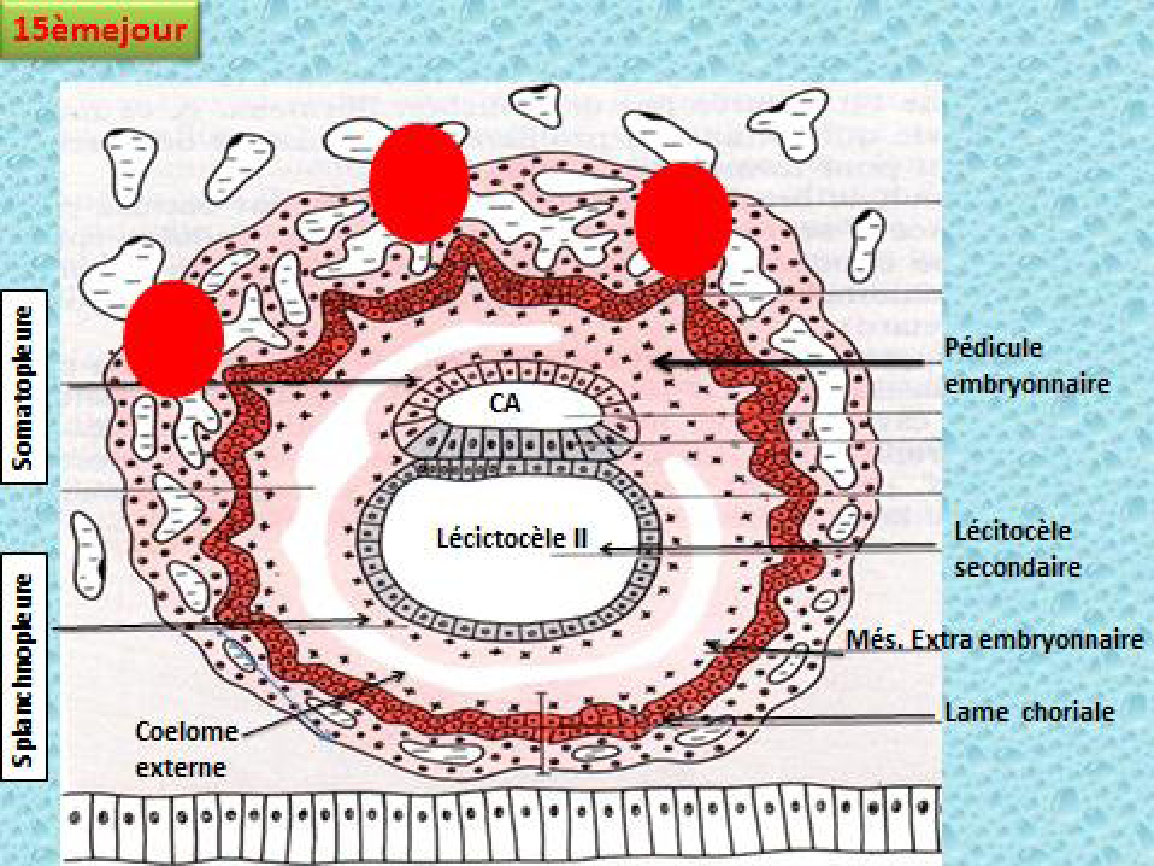 15èmejour
Somatopleure
Splanchnopleure
CA
Lécictocèle II
Pédicule
embryonnaire
Lécitocèle
secondaire
Més. Extra embryonnaire
Lame choriale
Coelome
externe